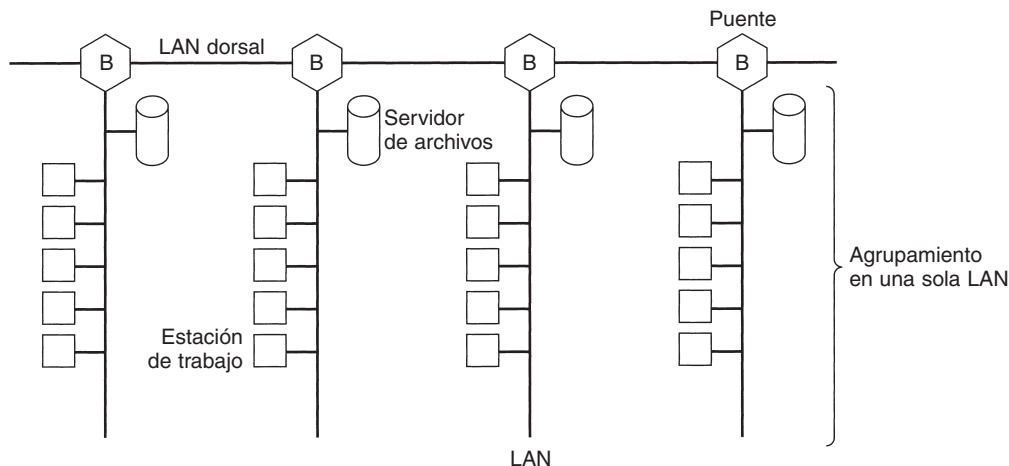 Puente
B
LAN dorsal
B
B
B
Servidor
de archivos
Agrupamiento
en una sola LAN
Estación
de trabajo
LAN